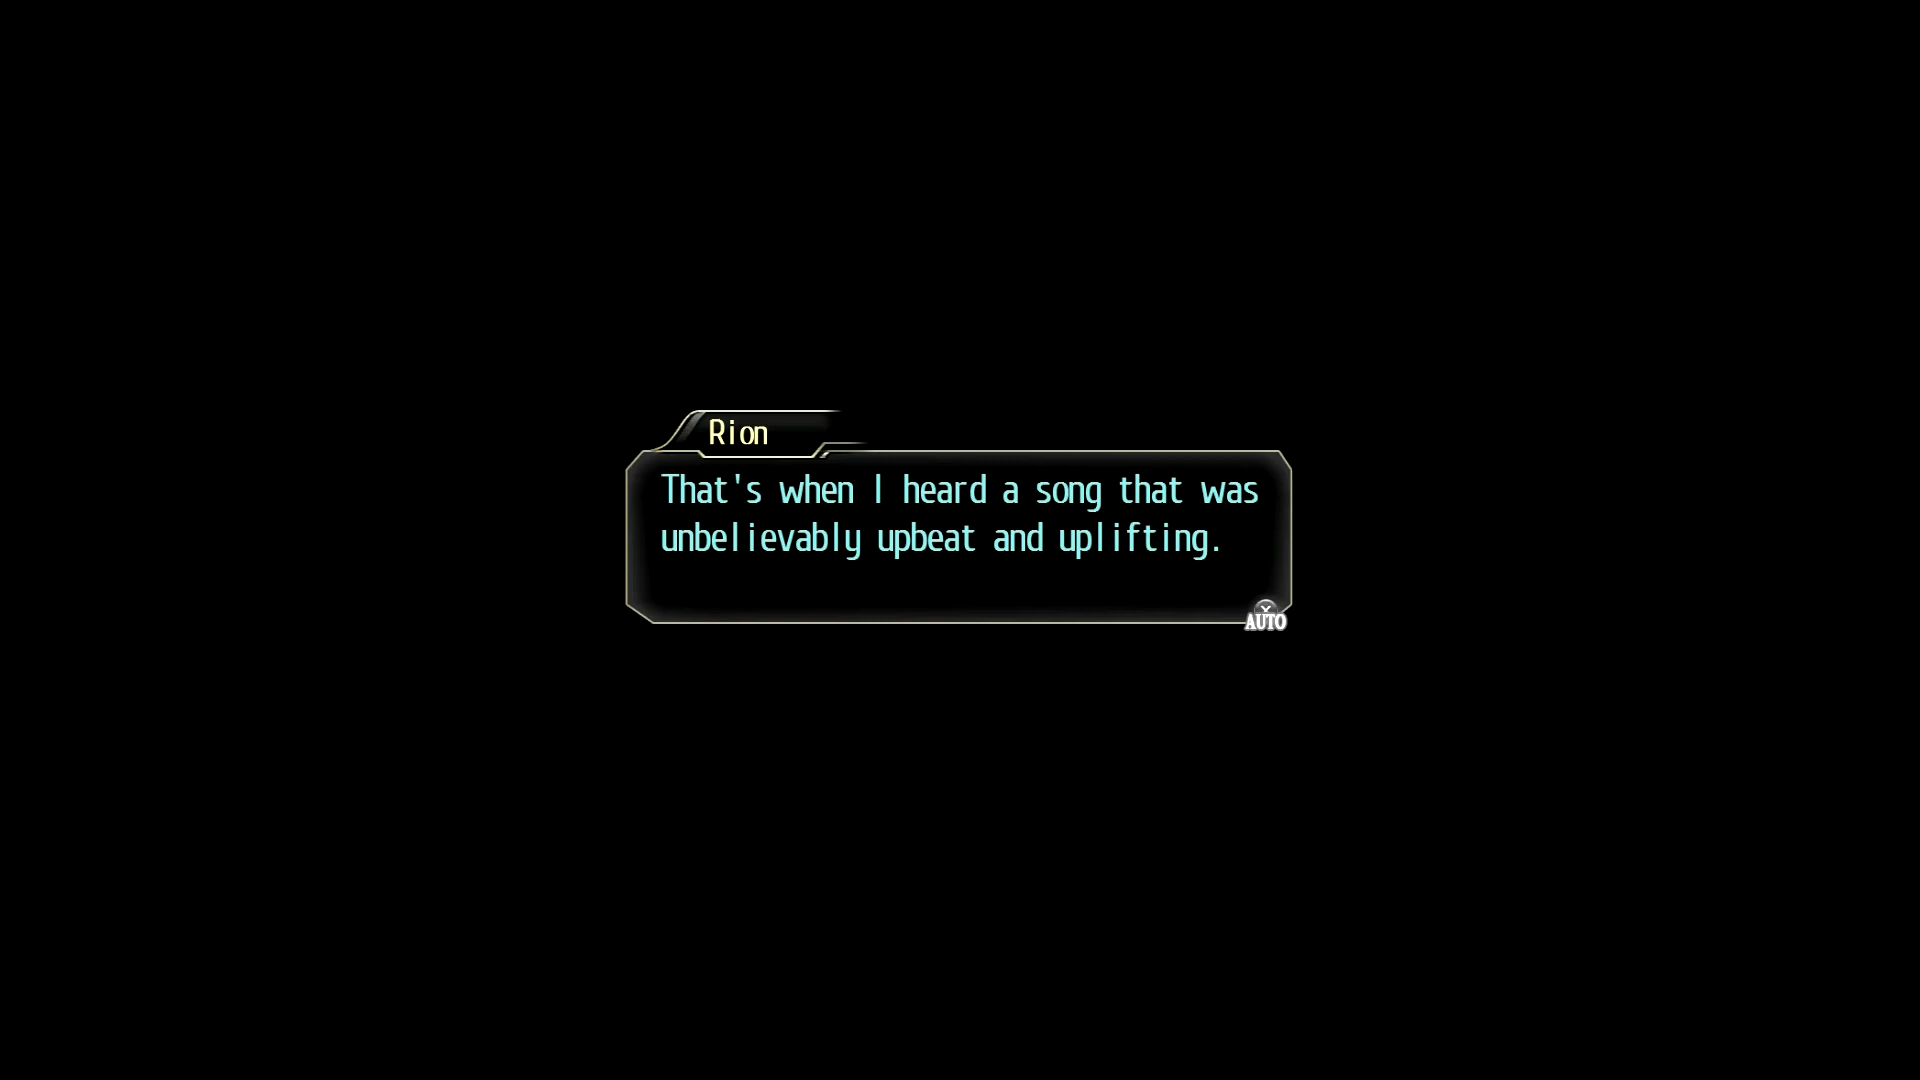 Rion
That's when I heard a song that was
unbelievably upbeat and uplifting.
X
AUTO